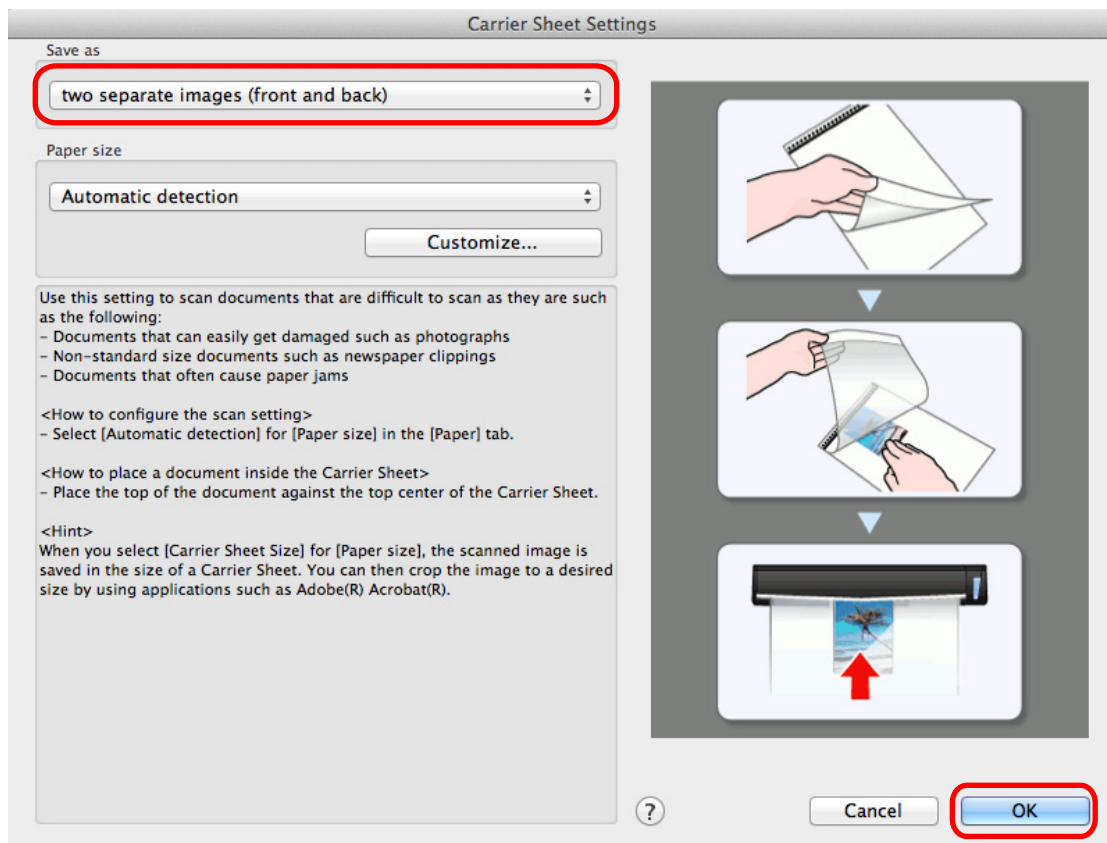 Carrier Sheet Settings
Save as
two separate images (front and back)
Paper size
Automatic detection
Customize...
Use this setting to scan documents that are difficult to scan as they are such
as the following:
– Documents that can easily get damaged such as photographs
– Non-standard size documents such as newspaper clippings
– Documents that often cause paper jams
<How to configure the scan setting>
– Select [Automatic detection] for [Paper size] in the [Paper] tab.
<How to place a document inside the Carrier Sheet>
– Place the top of the document against the top center of the Carrier Sheet.
<Hint>
When you select [Carrier Sheet Size] for [Paper size], the scanned image is
saved in the size of a Carrier Sheet. You can then crop the image to a desired
size by using applications such as Adobe(R) Acrobat(R).
?
Cancel
OK